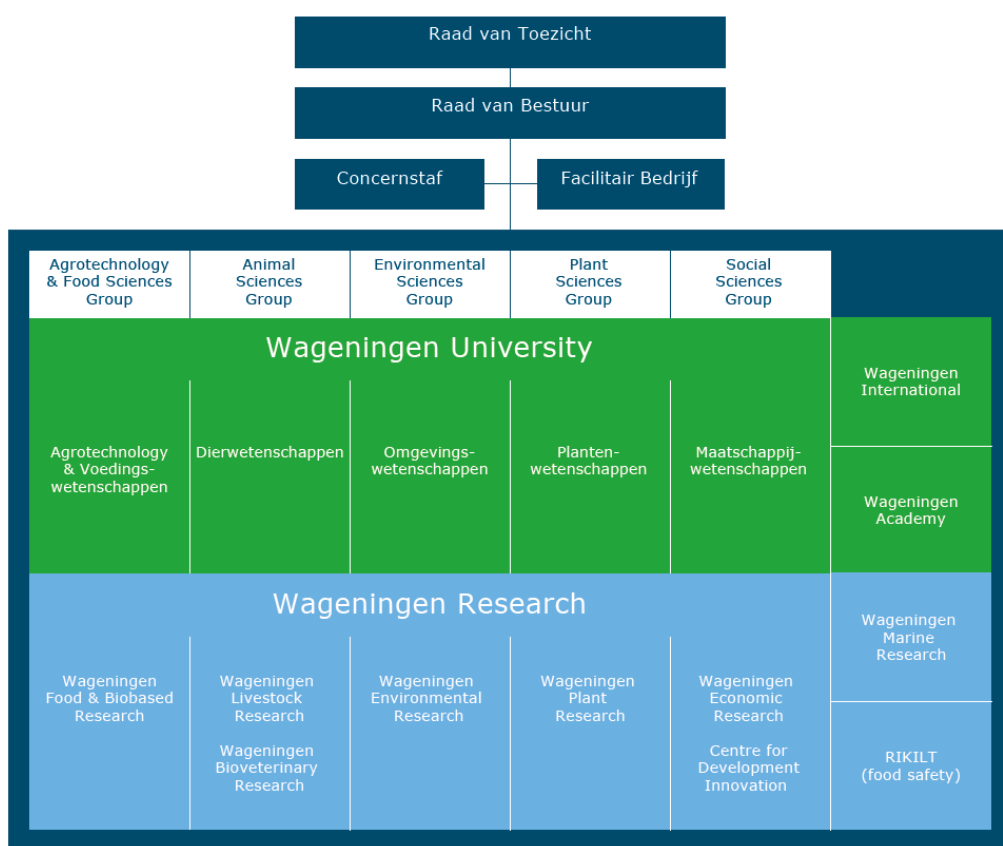 Raad van Toezicht
Raad van Bestuur
Concernstaf
Facilitair Bedrijf
Agrotechnology
& Food Sciences
Group
Animal
Sciences
Group
Environmental
Sciences
Group
Plant
Sciences
Group
Social
Sciences
Group
Wageningen University
Agrotechnology
& Voedings-
wetenschappen
Dierwetenschappen
Omgevings-
wetenschappen
Planten-
wetenschappen
Maatschappij-
wetenschappen
Wageningen
International
Wageningen
Academy
Wageningen Research
Wageningen
Food & Biobased
Research
Wageningen
Livestock
Research
Wageningen
Bioveterinary
Research
Wageningen
Environmental
Research
Wageningen
Plant
Research
Wageningen
Economic
Research
Centre for
Development
Innovation
Wageningen
Marine
Research
RIKILT
(food safety)